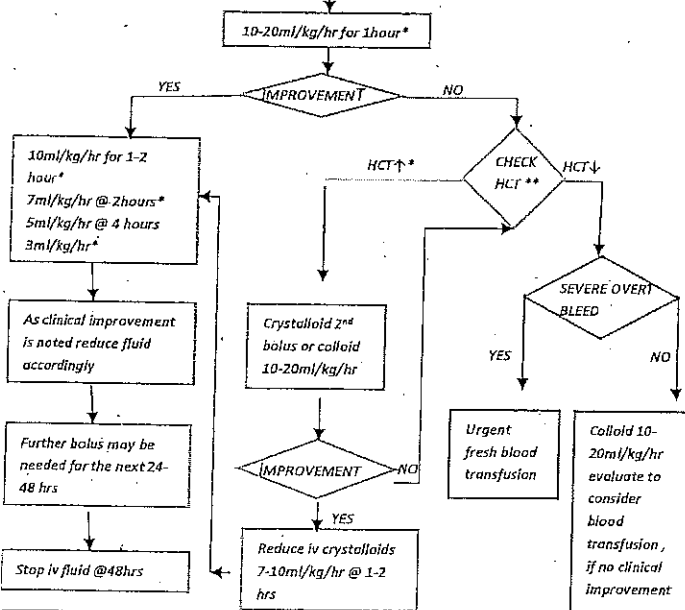 10-20ml/kg/hr for 1hour*
IMPROVEMENT
YES
NO
10ml/kg/hr for 1-2
hour*
7ml/kg/hr @ 2hours*
5ml/kg/hr @ 4 hours
3ml/kg/hr*
As clinical improvement
is noted reduce fluid
accordingly
Further bolus may be
needed for the next 24-
48 hrs
Stop iv fluid @48hrs
CHECK
HCT **
HCT↑*
HCT↓
Crystalloid 2nd
bolus or colloid
10-20ml/kg/hr
IMPROVEMENT
NO
YES
Reduce iv crystalloids
7-10ml/kg/hr @ 1-2
hrs
SEVERE OVERT
BLEED
YES
NO
Urgent
fresh blood
transfusion
Colloid 10-
20ml/kg/hr
evaluate to
consider
blood
transfusion,
if no clinical
improvement